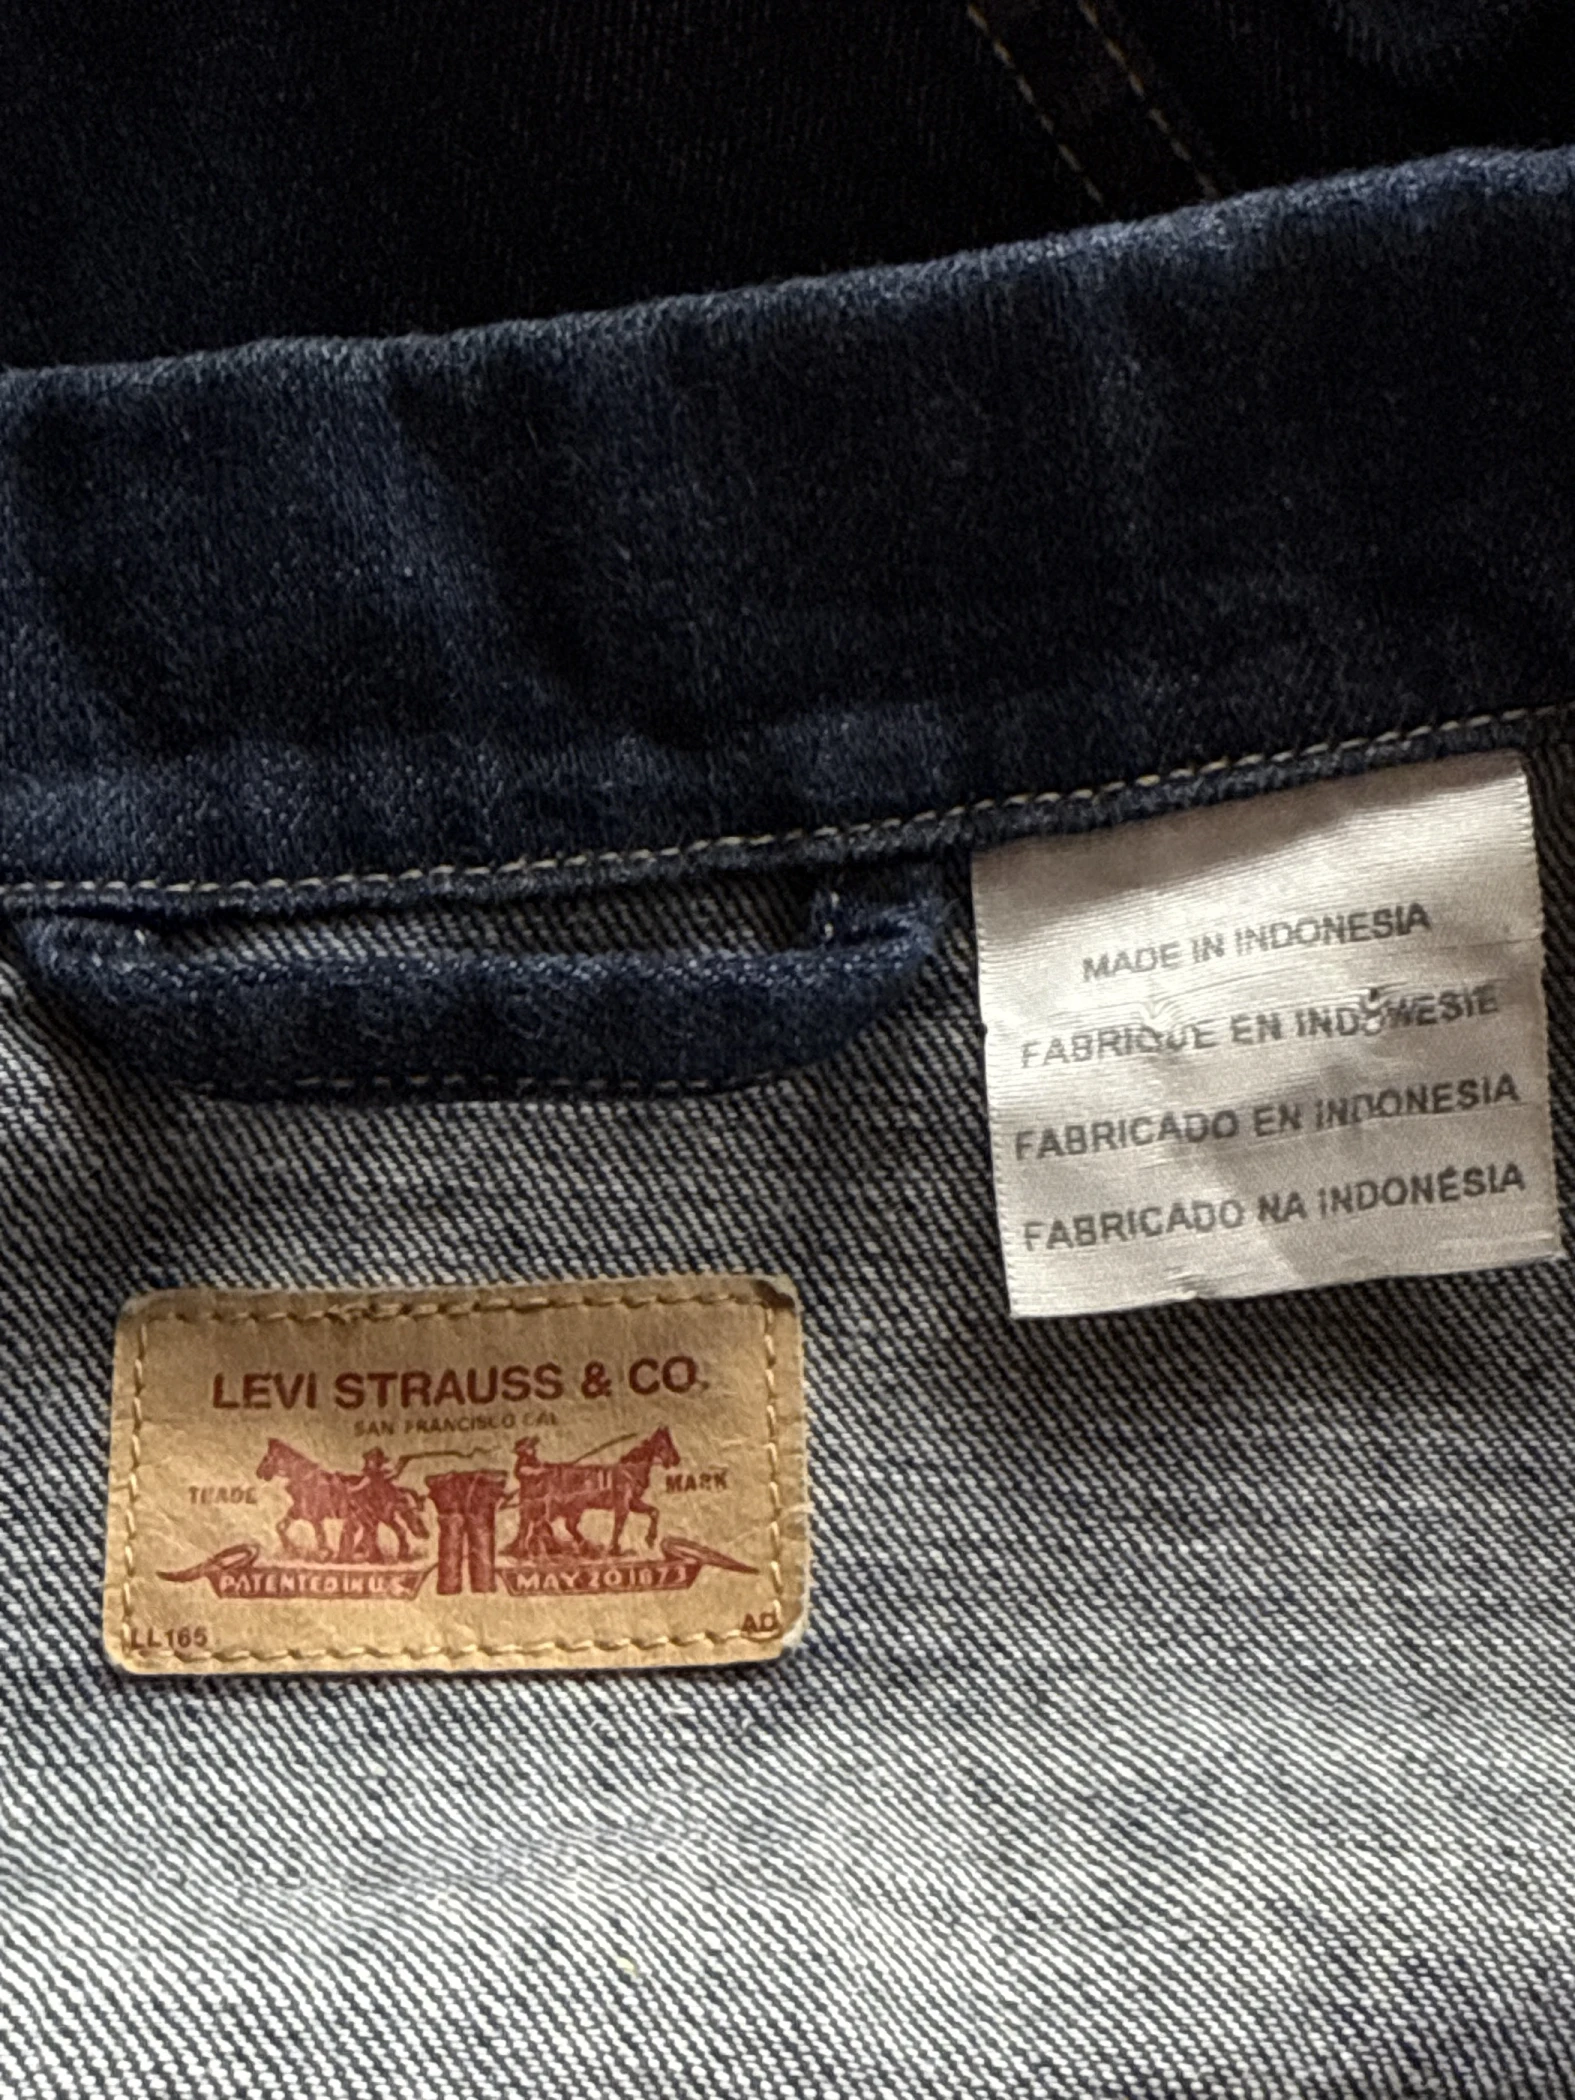 MADE IN INDONESIA
FABRIQUE EN INDONESIE
FABRICADO EN INDONESIA
FABRICADO NA INDONÉSIA
LEVI STRAUSS & CO.
SAN FRANCISCO CAL
TRADE MARK
PATENTED IN U.S. MAY 20 1873
LL165 AD